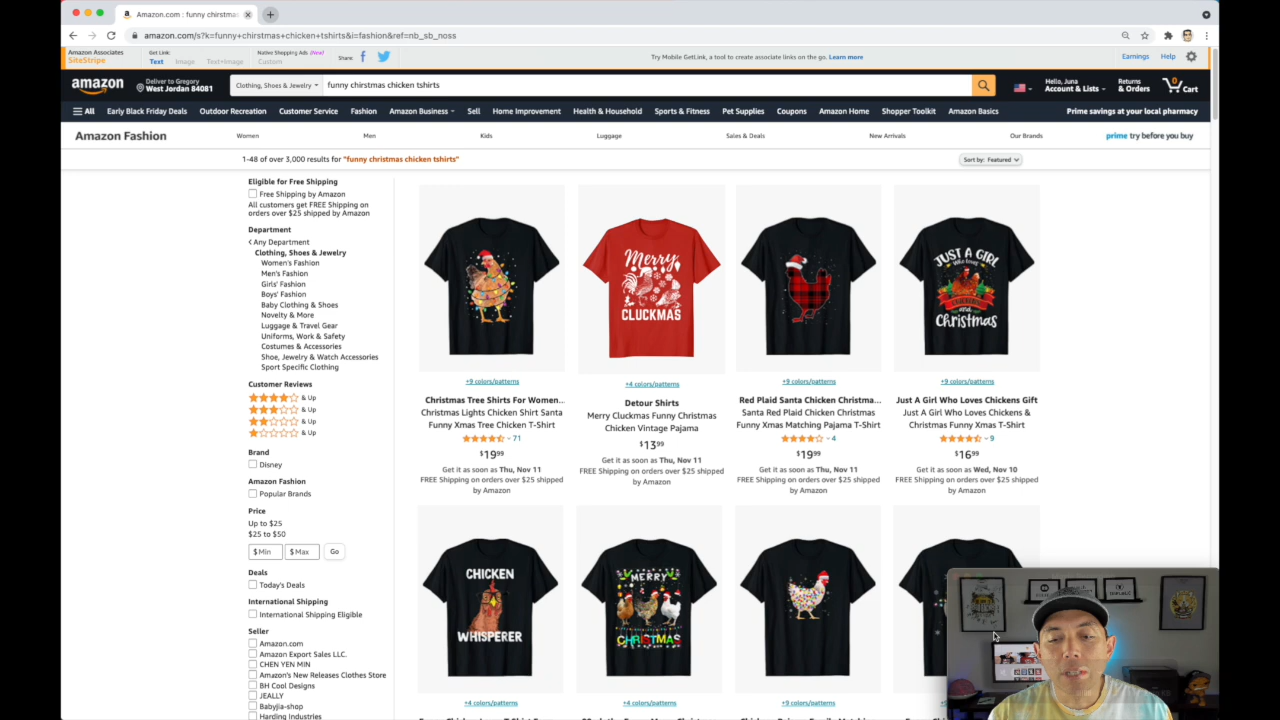 Amazon.com : funny chirstmas
amazon.com/s?k=funny+chirstmas+chicken+tshirts&i=fashion&ref=nb_sb_noss
Amazon Associates
SiteStripe
Get Link:
Text
Image
Text+Image
Native Shopping Ads (New!)
Custom
Share:
Try Mobile GetLink, a tool to create associate links on the go. Learn more
Earnings
Help
amazon
Deliver to Gregory
West Jordan 84081
Clothing, Shoes & Jewelry
funny chirstmas chicken tshirts
Hello, Juna
Account & Lists
Returns
& Orders
0
Cart
All
Early Black Friday Deals
Outdoor Recreation
Customer Service
Fashion
Amazon Business
Sell
Home Improvement
Health & Household
Sports & Fitness
Pet Supplies
Coupons
Amazon Home
Shopper Toolkit
Amazon Basics
Prime savings at your local pharmacy
Amazon Fashion
Women
Men
Kids
Luggage
Sales & Deals
New Arrivals
Our Brands
prime try before you buy
1-48 of over 3,000 results for "funny christmas chicken tshirts"
Sort by: Featured
Eligible for Free Shipping
Free Shipping by Amazon
All customers get FREE Shipping on
orders over $25 shipped by Amazon
Department
Any Department
Clothing, Shoes & Jewelry
Women's Fashion
Men's Fashion
Girls' Fashion
Boys' Fashion
Baby Clothing & Shoes
Novelty & More
Luggage & Travel Gear
Uniforms, Work & Safety
Costumes & Accessories
Shoe, Jewelry & Watch Accessories
Sport Specific Clothing
Customer Reviews
& Up
& Up
& Up
& Up
Brand
Disney
Amazon Fashion
Popular Brands
Price
Up to $25
$25 to $50
$ Min
$ Max
Go
Deals
Today's Deals
International Shipping
International Shipping Eligible
Seller
Amazon.com
Amazon Export Sales LLC.
CHEN YEN MIN
Amazon's New Releases Clothes Store
BH Cool Designs
JEALLY
Babyjia-shop
Harding Industries
+9 colors/patterns
Christmas Tree Shirts For Women...
Christmas Lights Chicken Shirt Santa
Funny Xmas Tree Chicken T-Shirt
71
$19.99
Get it as soon as Thu, Nov 11
FREE Shipping on orders over $25 shipped
by Amazon
Merry
CLUCKMAS
+4 colors/patterns
Detour Shirts
Merry Cluckmas Funny Christmas
Chicken Vintage Pajama
$13.99
Get it as soon as Thu, Nov 11
FREE Shipping on orders over $25 shipped
by Amazon
+9 colors/patterns
Red Plaid Santa Chicken Christma...
Santa Red Plaid Chicken Christmas
Funny Xmas Matching Pajama T-Shirt
4
$19.99
Get it as soon as Thu, Nov 11
FREE Shipping on orders over $25 shipped
by Amazon
JUST A GIRL
Who loves
CHICKENS
and
Christmas
+9 colors/patterns
Just A Girl Who Loves Chickens Gift
Just A Girl Who Loves Chickens &
Christmas Funny Xmas T-Shirt
9
$16.99
Get it as soon as Wed, Nov 10
FREE Shipping on orders over $25 shipped
by Amazon
CHICKEN
WHISPERER
+4 colors/patterns
MERRY
CHRISTMAS
+4 colors/patterns
+9 colors/patterns